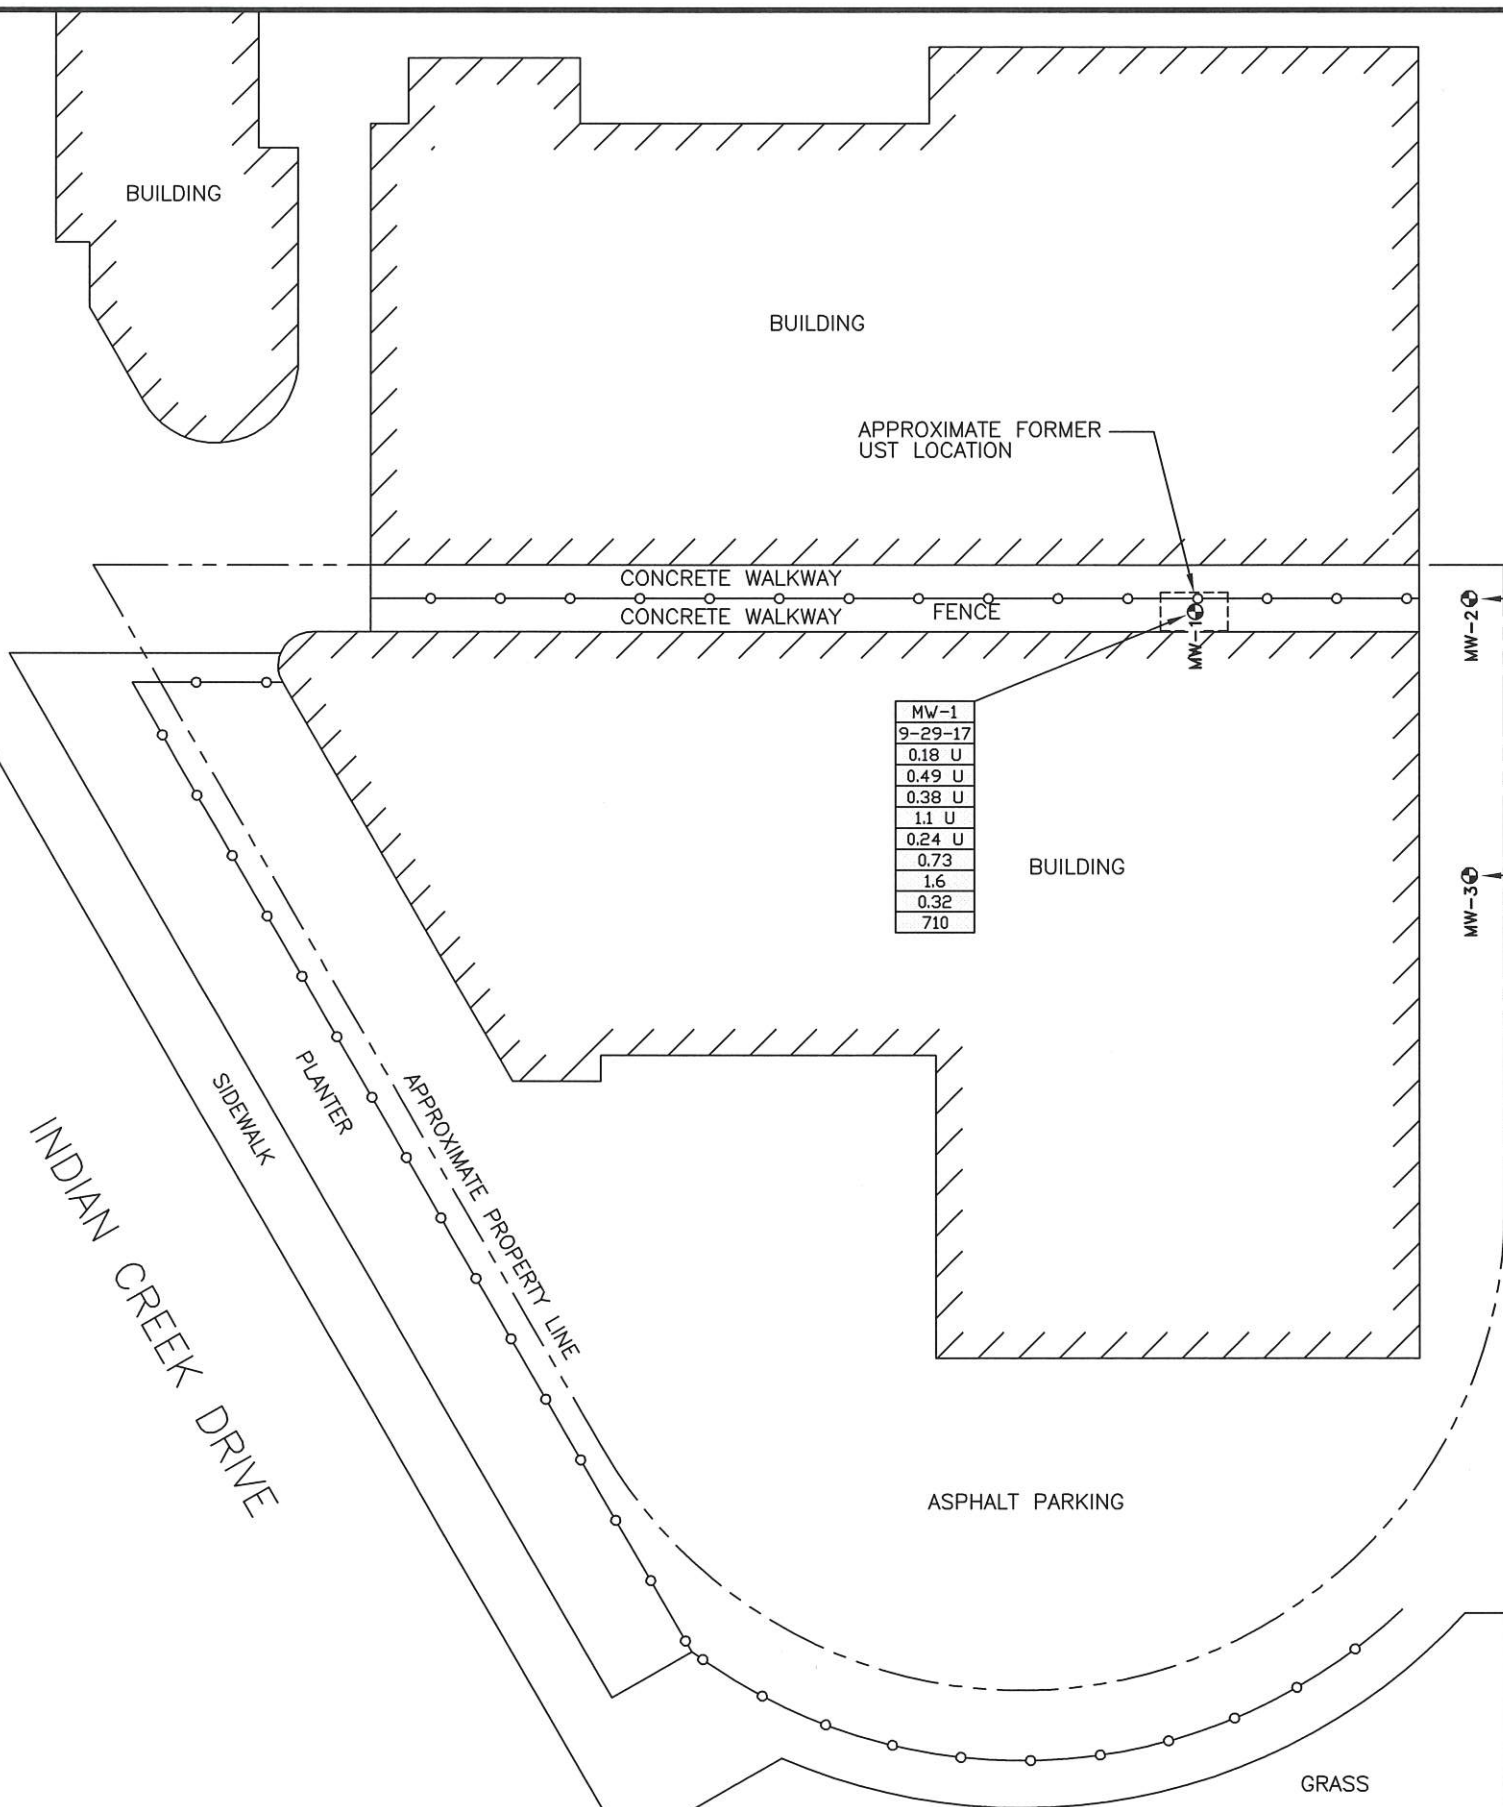 BUILDING
BUILDING
APPROXIMATE FORMER
UST LOCATION
CONCRETE WALKWAY
CONCRETE WALKWAY
FENCE
MW-1
MW-2
MW-1
9-29-17
0.18 U
0.49 U
0.38 U
1.1 U
0.24 U
0.73
1.6
0.32
710
BUILDING
MW-3
PLANTER
SIDEWALK
APPROXIMATE PROPERTY LINE
INDIAN CREEK DRIVE
ASPHALT PARKING
GRASS